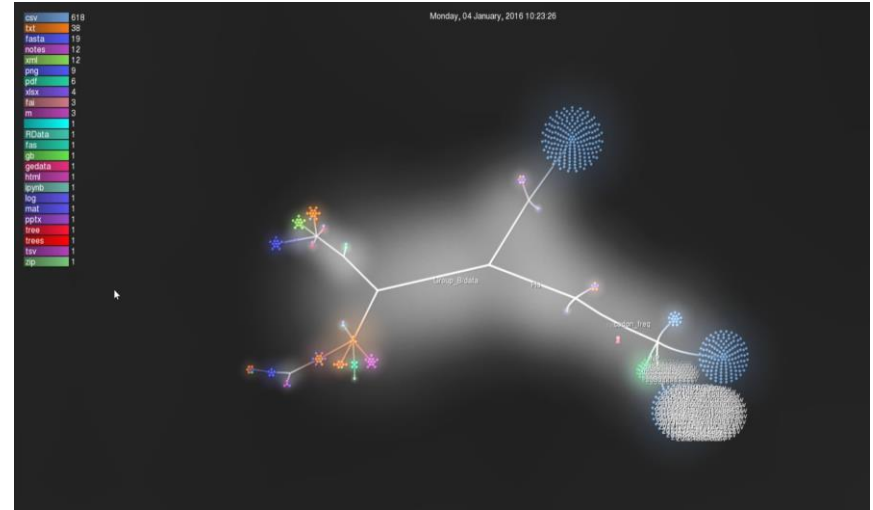 Monday, 04 January, 2016 10:23:26
csv 618
txt 38
fasta 19
notes 12
xml 12
png 9
pdf 6
xlsx 4
fai 3
m 3
1
RData 1
fas 1
gb 1
gedata 1
html 1
ipynb 1
log 1
mat 1
pptx 1
tree 1
trees 1
tsv 1
zip 1
codon_freq